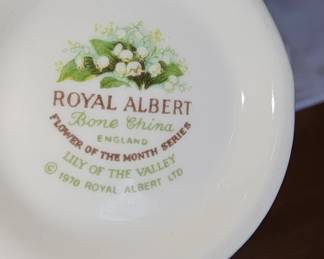 ROYAL ALBERT
Bone China
ENGLAND
FLOWER OF THE MONTH SERIES
LILY OF THE VALLEY
© 1970 ROYAL ALBERT LTD